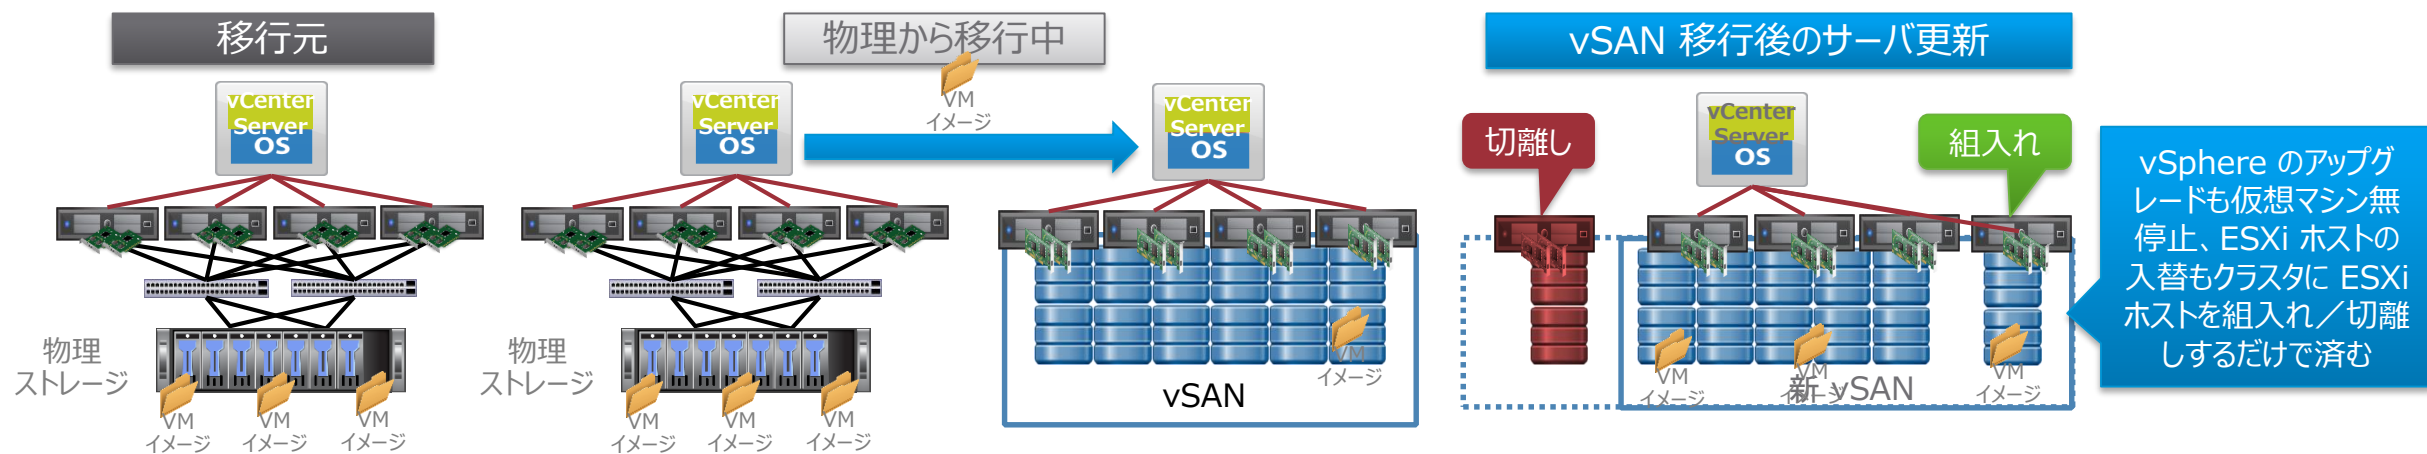 移行元
vCenter
Server
OS
物理
ストレージ
VM
イメージ
VM
イメージ
VM
イメージ
物理から移行中
VM
イメージ
vCenter
Server
OS
物理
ストレージ
VM
イメージ
VM
イメージ
VM
イメージ
vCenter
Server
OS
VM
イメージ
vSAN
vSAN 移行後のサーバ更新
切離し
vCenter
Server
OS
組入れ
VM
イメージ
VM
イメージ
新 vSAN
VM
イメージ
vSphere のアップグ
レードも仮想マシン無
停止、ESXi ホストの
入替もクラスタに ESXi
ホストを組入れ／切離
しするだけで済む